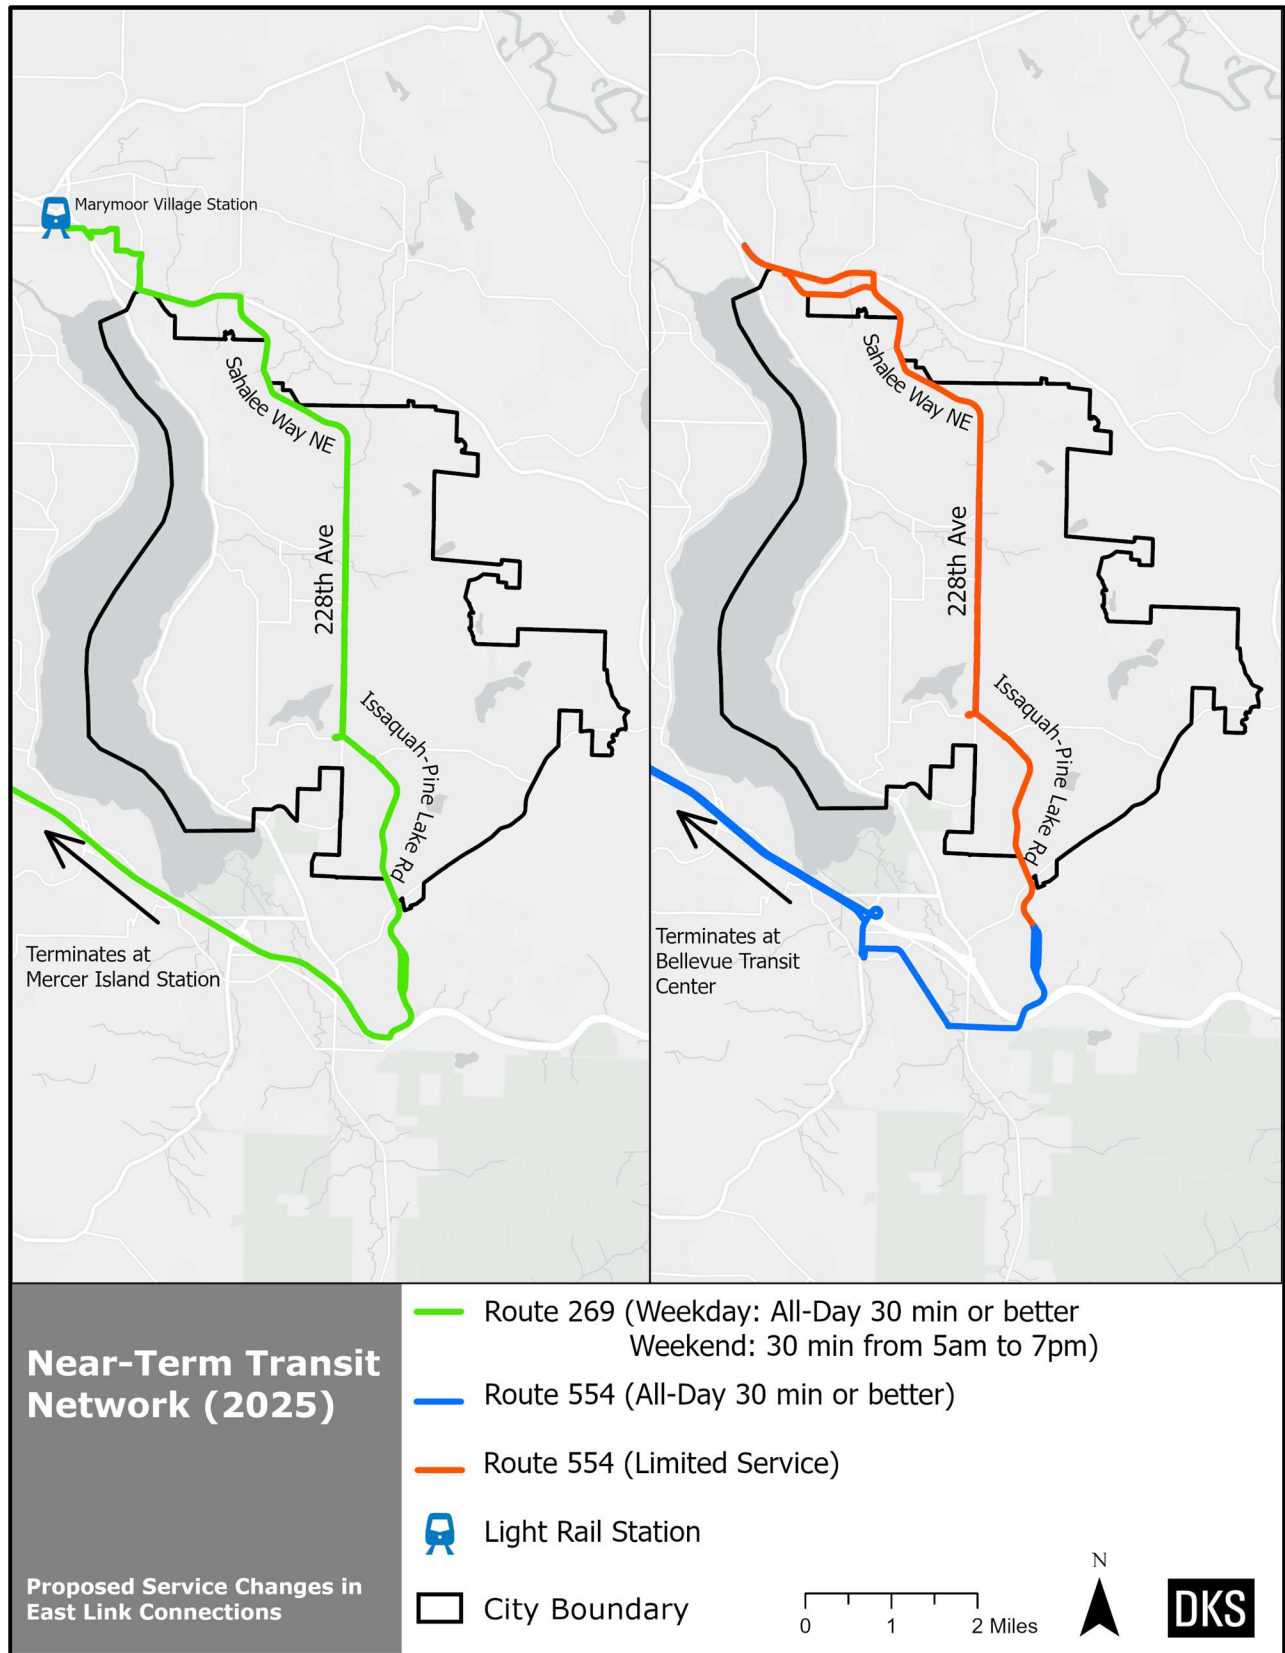 Marymoor Village Station
Sahalee Way NE
228th Ave
Issaquah-Pine Lake Rd
Terminates at
Mercer Island Station
Sahalee Way NE
228th Ave
Issaquah-Pine Lake Rd
Terminates at
Bellevue Transit
Center
Near-Term Transit
Network (2025)
Proposed Service Changes in
East Link Connections
Route 269 (Weekday: All-Day 30 min or better
Weekend: 30 min from 5am to 7pm)
Route 554 (All-Day 30 min or better)
Route 554 (Limited Service)
Light Rail Station
City Boundary
0 1 2 Miles
N
DKS